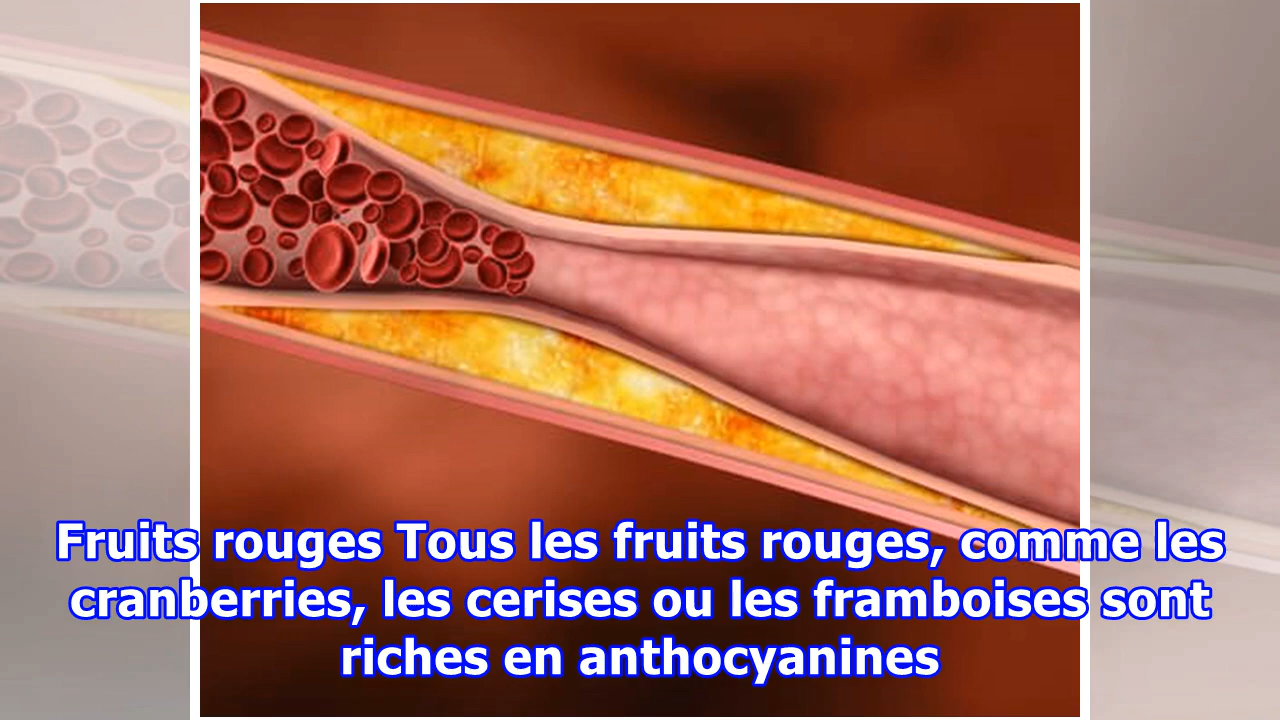 Fruits rouges Tous les fruits rouges, comme les
cranberries, les cerises ou les framboises sont
riches en anthocyanines